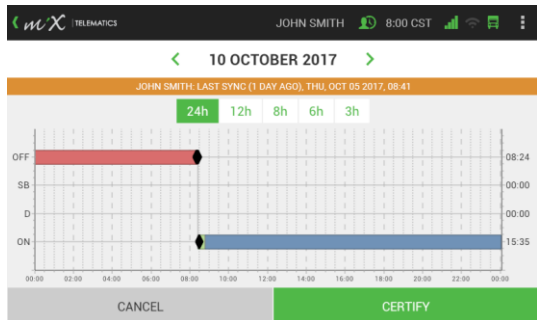 MiX TELEMATICS JOHN SMITH 8:00 CST
10 OCTOBER 2017
JOHN SMITH: LAST SYNC (1 DAY AGO), THU, OCT 05 2017, 08:41
24h 12h 8h 6h 3h
OFF 08:24
SB 00:00
D 00:00
ON 15:35
00:00 02:00 04:00 06:00 08:00 10:00 12:00 14:00 16:00 18:00 20:00 22:00 00:00
CANCEL CERTIFY